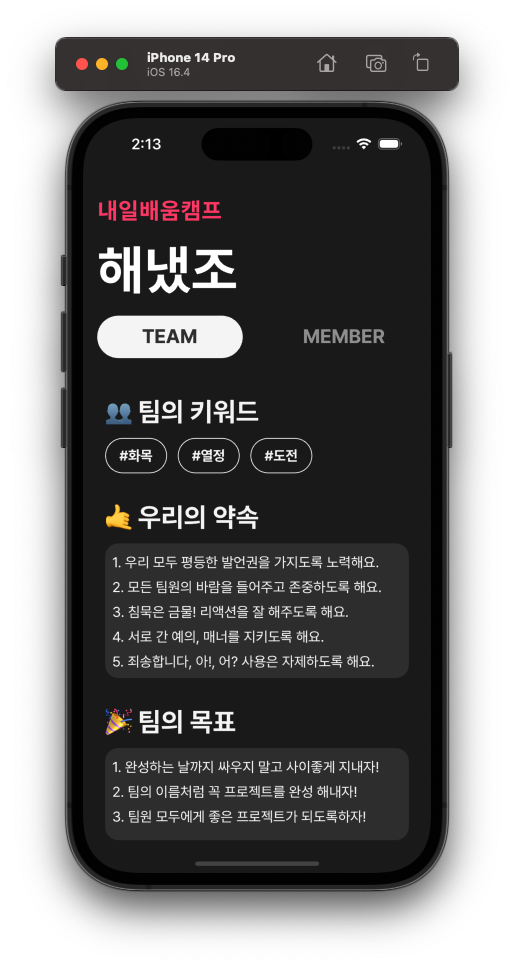 iPhone 14 Pro
iOS 16.4
2:13
내일배움캠프
해냈조
TEAM
MEMBER
👥 팀의 키워드
#화목
#열정
#도전
🤙 우리의 약속
1. 우리 모두 평등한 발언권을 가지도록 노력해요.
2. 모든 팀원의 바람을 들어주고 존중하도록 해요.
3. 침묵은 금물! 리액션을 잘 해주도록 해요.
4. 서로 간 예의, 매너를 지키도록 해요.
5. 죄송합니다, 아!, 어? 사용은 자제하도록 해요.
🎉 팀의 목표
1. 완성하는 날까지 싸우지 말고 사이좋게 지내자!
2. 팀의 이름처럼 꼭 프로젝트를 완성 해내자!
3. 팀원 모두에게 좋은 프로젝트가 되도록하자!